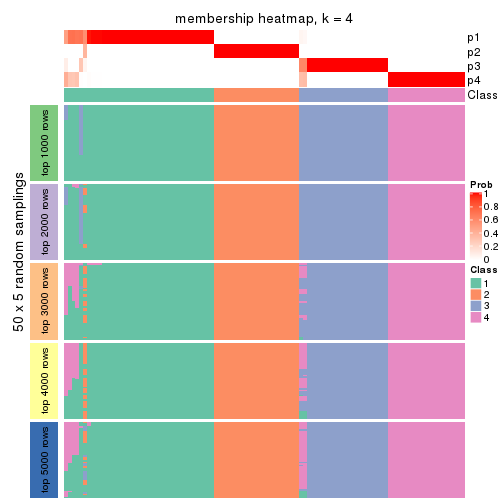 membership heatmap, k = 4
p1
p2
p3
p4
Class
50 x 5 random samplings
top 1000 rows
top 2000 rows
top 3000 rows
top 4000 rows
top 5000 rows
Prob
1
0.8
0.6
0.4
0.2
0
Class
1
2
3
4